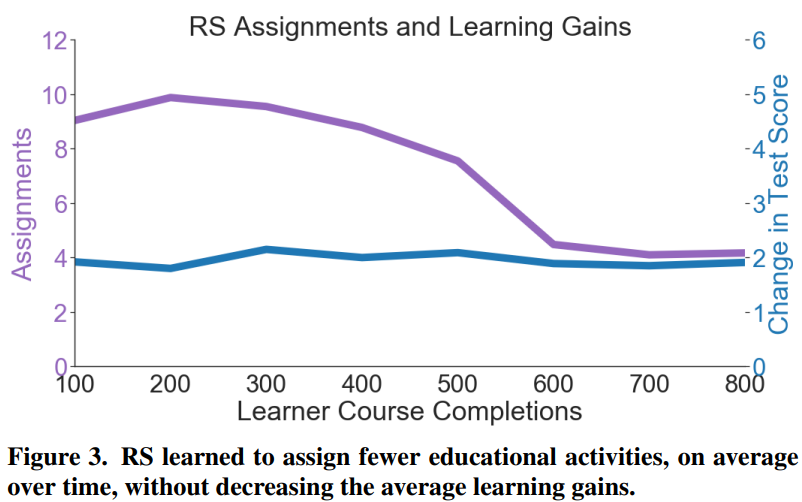 RS Assignments and Learning Gains
12
10
8
6
4
2
0
Assignments
6
5
4
3
2
1
0
Change in Test Score
100 200 300 400 500 600 700 800
Learner Course Completions
Figure 3. RS learned to assign fewer educational activities, on average
over time, without decreasing the average learning gains.